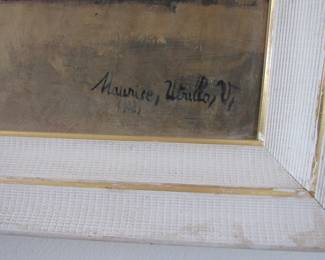 Maurice, Utrillo, V,